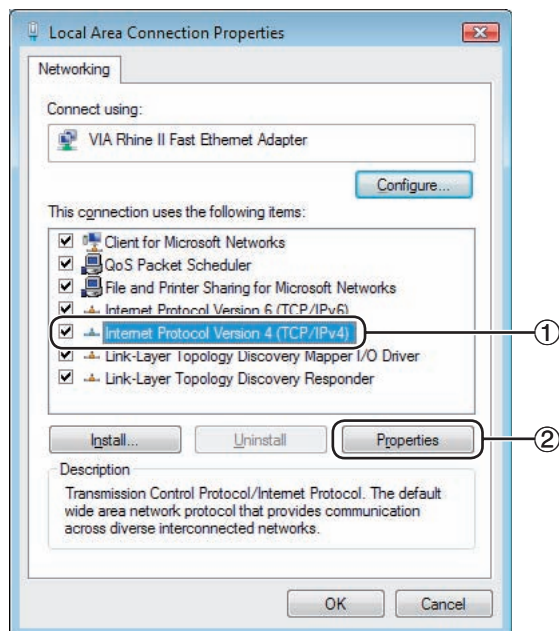 Local Area Connection Properties
Networking
Connect using:
VIA Rhine II Fast Ethernet Adapter
Configure...
This connection uses the following items:
Client for Microsoft Networks
QoS Packet Scheduler
File and Printer Sharing for Microsoft Networks
Internet Protocol Version 6 (TCP/IPv6)
Internet Protocol Version 4 (TCP/IPv4)
①
Link-Layer Topology Discovery Mapper I/O Driver
Link-Layer Topology Discovery Responder
Install...
Uninstall
Properties
②
Description
Transmission Control Protocol/Internet Protocol. The default
wide area network protocol that provides communication
across diverse interconnected networks.
OK
Cancel